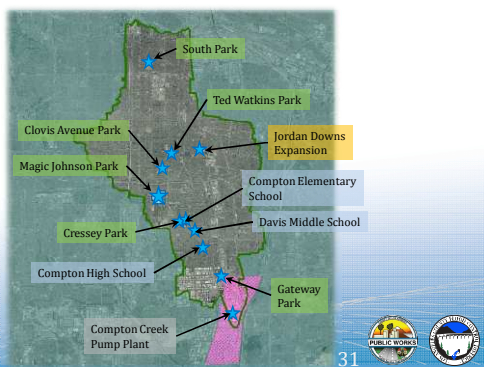 South Park
Ted Watkins Park
Clovis Avenue Park
Jordan Downs
Expansion
Magic Johnson Park
Compton Elementary
School
Cressey Park
Davis Middle School
Compton High School
Gateway
Park
Compton Creek
Pump Plant
31
PUBLIC WORKS